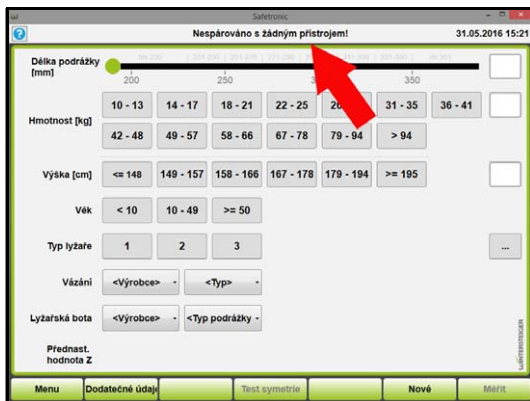 Safetronic
Nespárováno s žádným přistrojem!
31.05.2016 15:21
Délka podrážky
[mm]
200
250
350
Hmotnost [kg]
10 - 13
14 - 17
18 - 21
22 - 25
31 - 35
36 - 41
42 - 48
49 - 57
58 - 66
67 - 78
79 - 94
> 94
Výška [cm]
<= 148
149 - 157
158 - 166
167 - 178
179 - 194
>= 195
Věk
< 10
10 - 49
>= 50
Typ lyžaře
1
2
3
...
Vázání
<Výrobce>
<Typ>
Lyžařská bota
<Výrobce>
<Typ podrážky
Přednast.
hodnota Z
WINTERSTEIGER
Menu
Dodatečné údaj
Test symetrie
Nové
Měřit